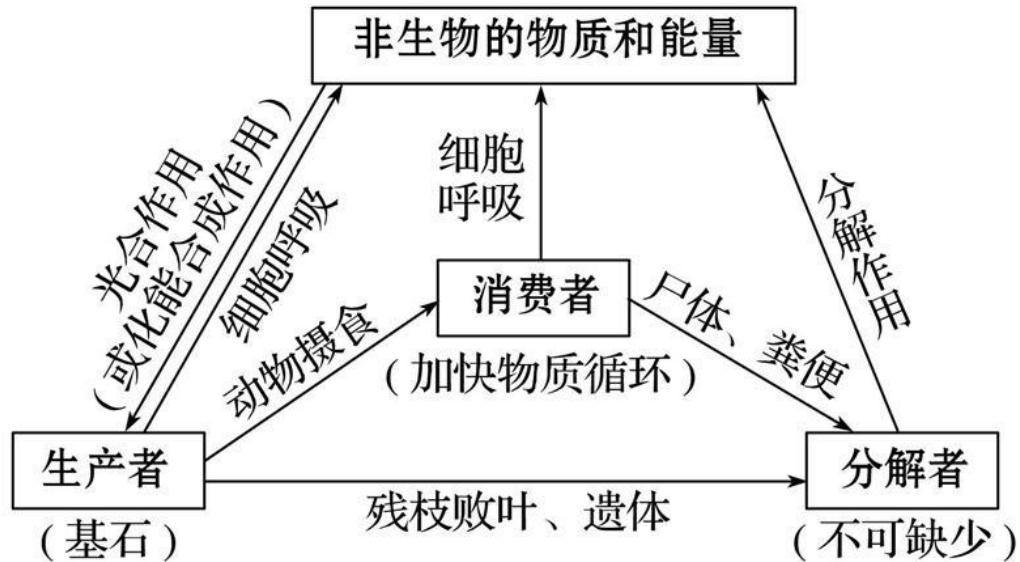 非生物的物质和能量
光合作用
(或化能合成作用)
细胞呼吸
细胞
呼吸
分解作用
消费者
(加快物质循环)
动物摄食
尸体、粪便
生产者
(基石)
残枝败叶、遗体
分解者
(不可缺少)